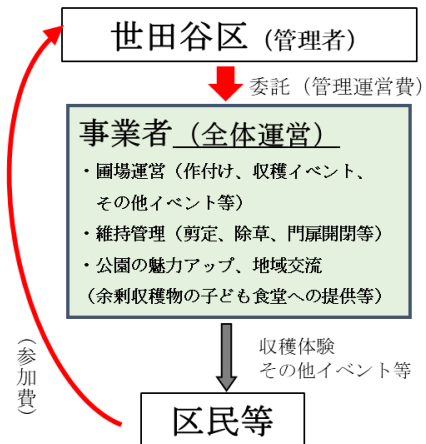 世田谷区（管理者）
委託（管理運営費）
事業者（全体運営）
・圃場運営（作付け、収穫イベント、
その他イベント等）
・維持管理（剪定、除草、門扉開閉等）
・公園の魅力アップ、地域交流
（余剰収穫物の子ども食堂への提供等）
収穫体験
その他イベント等
（参加費）
区民等